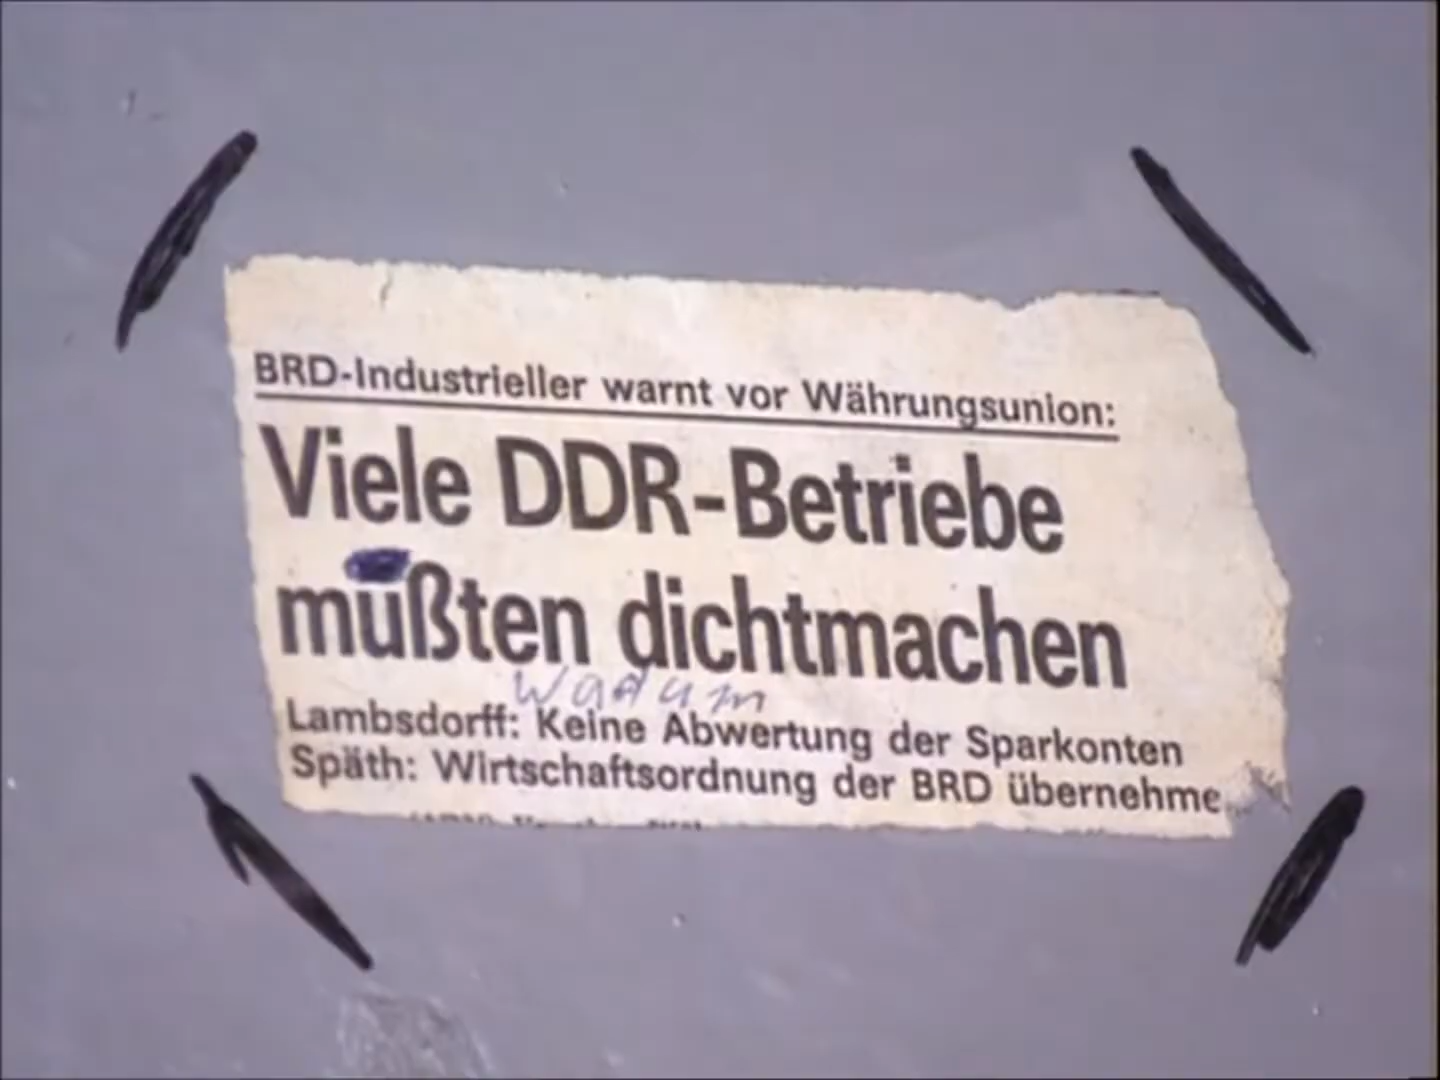 BRD-Industrieller warnt vor Währungsunion:
Viele DDR-Betriebe
mußten dichtmachen
Lambsdorff: Keine Abwertung der Sparkonten
Späth: Wirtschaftsordnung der BRD übernehme